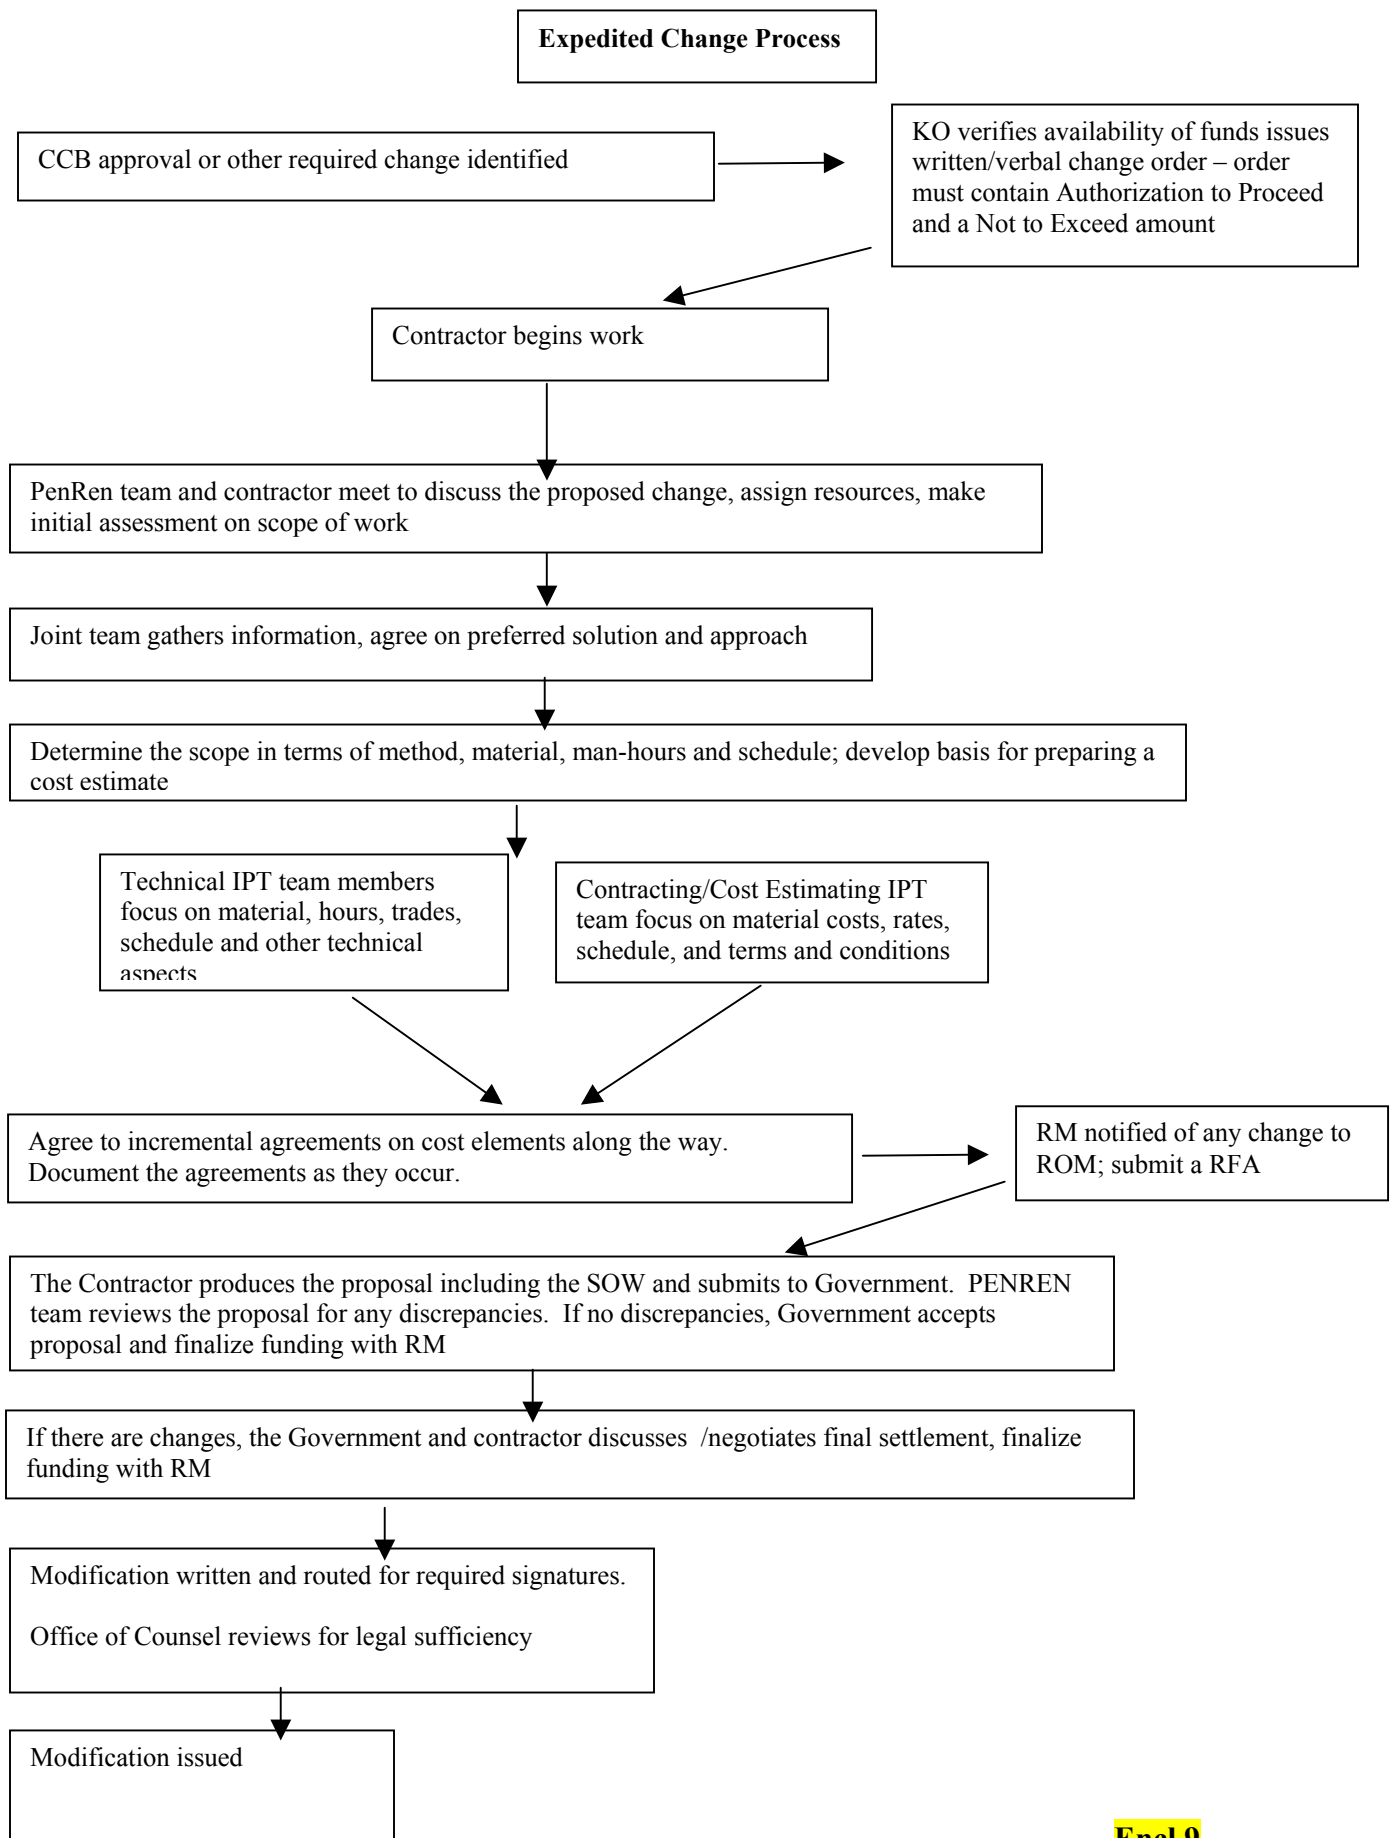 Expedited Change Process
CCB approval or other required change identified
KO verifies availability of funds issues
written/verbal change order – order
must contain Authorization to Proceed
and a Not to Exceed amount
Contractor begins work
PenRen team and contractor meet to discuss the proposed change, assign resources, make
initial assessment on scope of work
Joint team gathers information, agree on preferred solution and approach
Determine the scope in terms of method, material, man-hours and schedule; develop basis for preparing a
cost estimate
Technical IPT team members
focus on material, hours, trades,
schedule and other technical
aspects
Contracting/Cost Estimating IPT
team focus on material costs, rates,
schedule, and terms and conditions
Agree to incremental agreements on cost elements along the way.
Document the agreements as they occur.
RM notified of any change to
ROM; submit a RFA
The Contractor produces the proposal including the SOW and submits to Government.  PENREN
team reviews the proposal for any discrepancies.  If no discrepancies, Government accepts
proposal and finalize funding with RM
If there are changes, the Government and contractor discusses  /negotiates final settlement, finalize
funding with RM
Modification written and routed for required signatures.
Office of Counsel reviews for legal sufficiency
Modification issued
Encl 9